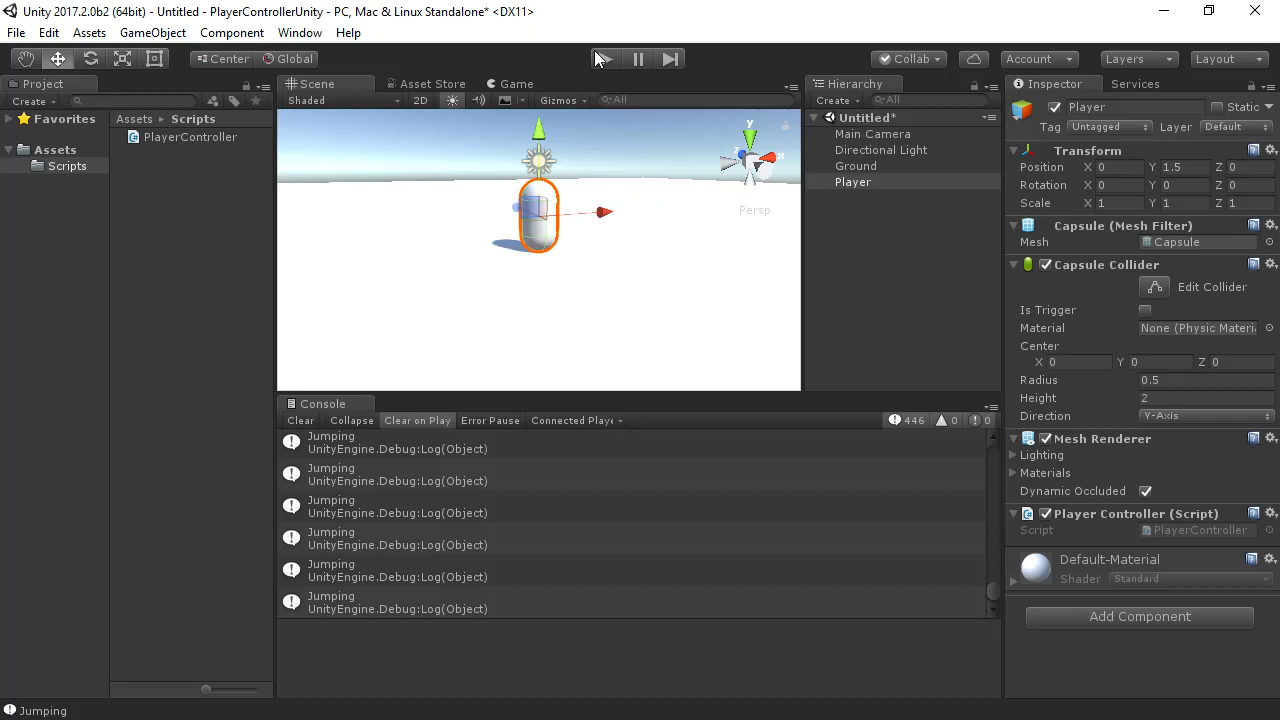 Unity 2017.2.0b2 (64bit) - Untitled - PlayerControllerUnity - PC, Mac & Linux Standalone* <DX11>
File Edit Assets GameObject Component Window Help
Center Global Collab Account Layers Layout
Project
Create
Favorites
Assets
Scripts
Assets Scripts
PlayerController
Scene Asset Store Game
Shaded 2D Gizmos All
y
x
z
Persp
Hierarchy
Create All
Untitled*
Main Camera
Directional Light
Ground
Player
Console
Clear Collapse Clear on Play Error Pause Connected Playe 446 0 0
Jumping
UnityEngine.Debug:Log(Object)
Jumping
UnityEngine.Debug:Log(Object)
Jumping
UnityEngine.Debug:Log(Object)
Jumping
UnityEngine.Debug:Log(Object)
Jumping
UnityEngine.Debug:Log(Object)
Jumping
UnityEngine.Debug:Log(Object)
Inspector Services
Player Static
Tag Untagged Layer Default
Transform
Position X 0 Y 1.5 Z 0
Rotation X 0 Y 0 Z 0
Scale X 1 Y 1 Z 1
Capsule (Mesh Filter)
Mesh Capsule
Capsule Collider
Edit Collider
Is Trigger
Material None (Physic Materi
Center
X 0 Y 0 Z 0
Radius 0.5
Height 2
Direction Y-Axis
Mesh Renderer
Lighting
Materials
Dynamic Occluded
Player Controller (Script)
Script PlayerController
Default-Material
Shader Standard
Add Component
Jumping